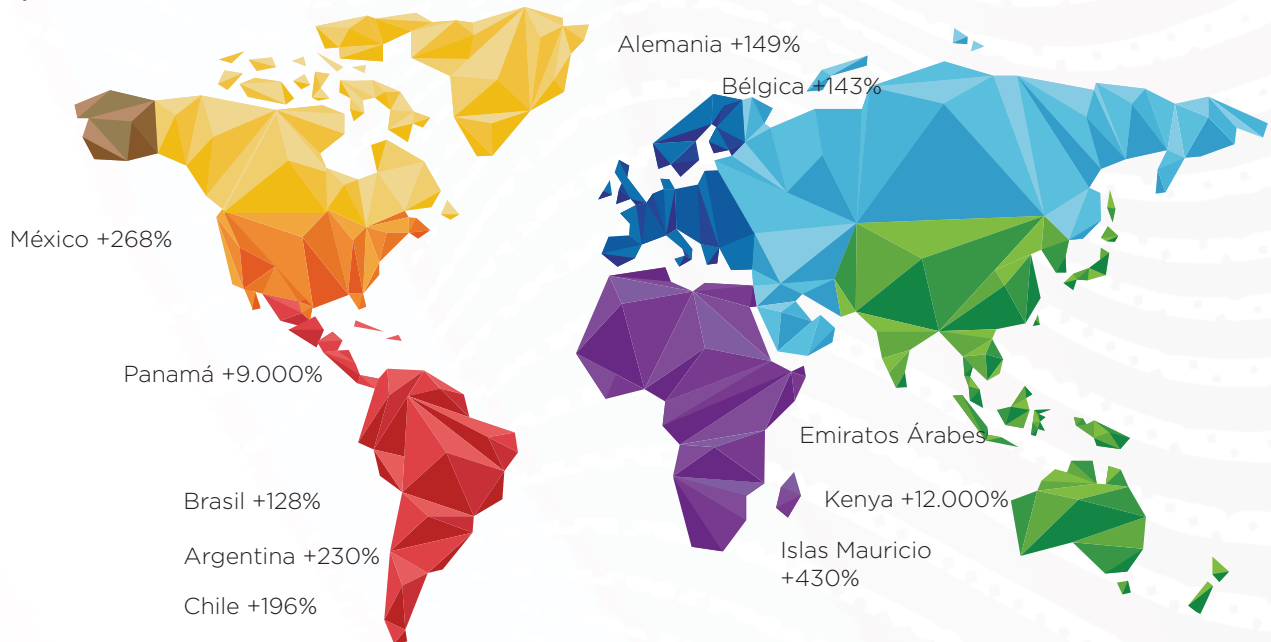 Alemania +149%
Bélgica +143%
México +268%
Panamá +9.000%
Emiratos Árabes
Brasil +128%
Kenya +12.000%
Argentina +230%
Islas Mauricio
+430%
Chile +196%